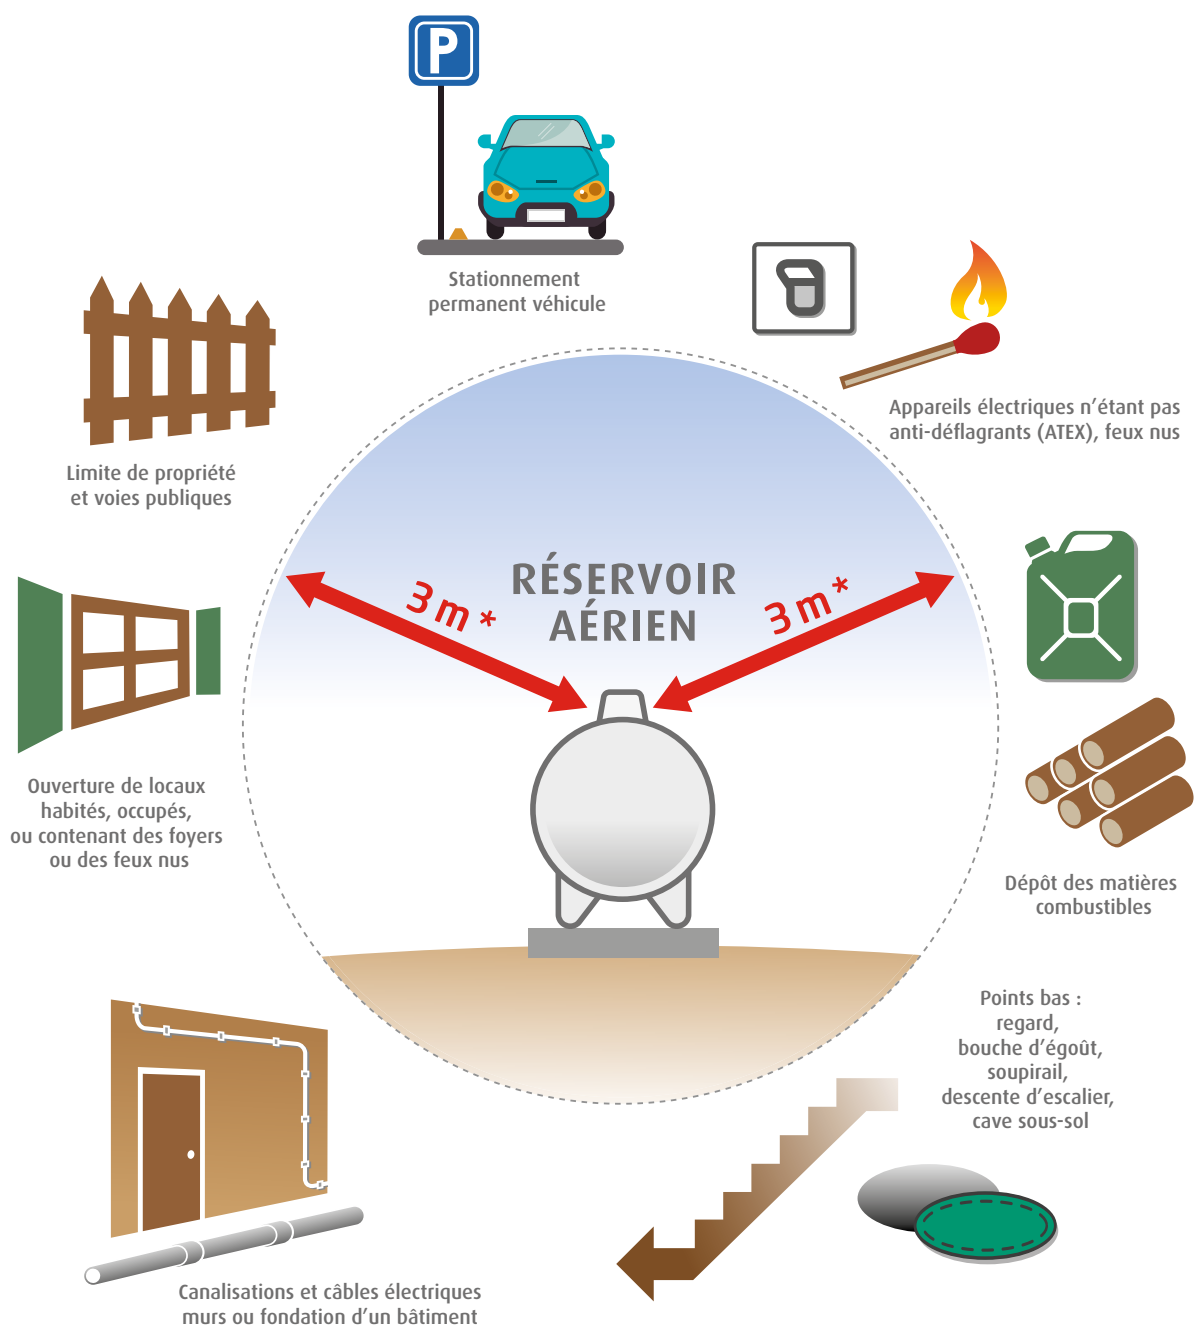 P
Stationnement
permanent véhicule
Appareils électriques n'étant pas
anti-déflagrants (ATEX), feux nus
Limite de propriété
et voies publiques
RÉSERVOIR
AÉRIEN
3 m *
3 m *
Ouverture de locaux
habités, occupés,
ou contenant des foyers
ou des feux nus
Dépôt des matières
combustibles
Points bas :
regard,
bouche d'égoût,
soupirail,
descente d'escalier,
cave sous-sol
Canalisations et câbles électriques
murs ou fondation d'un bâtiment